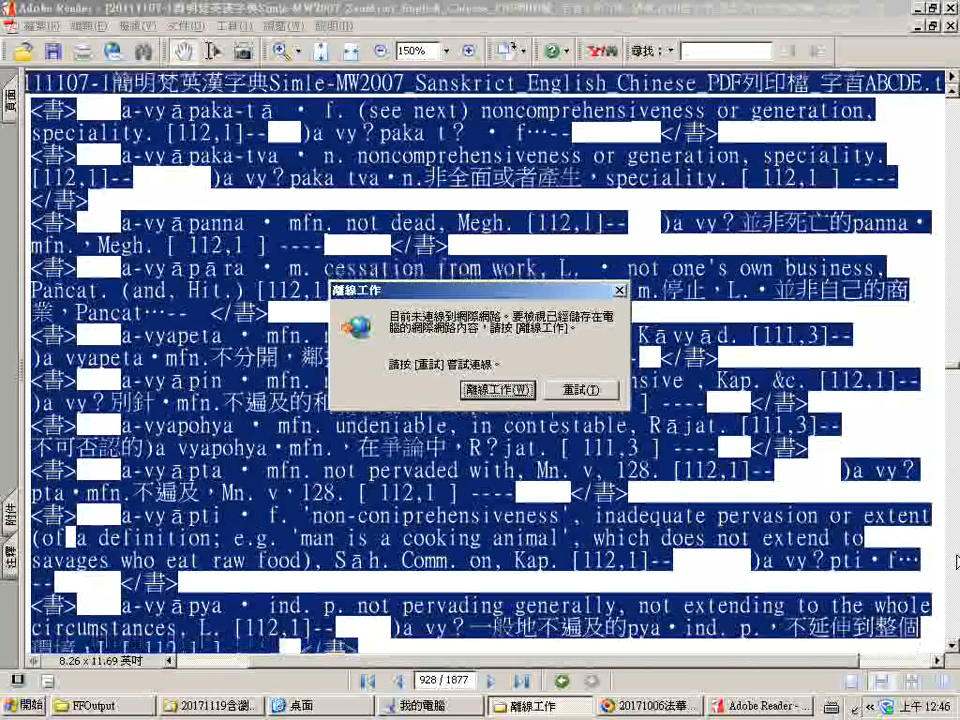 Adobe Reader - [20111107-1簡明梵英漢字典Simle-MW2007_Sanskrict_English_Chinese_PDF列印檔
檔案(F) 編輯(E) 檢視(V) 文件(D) 工具(T) 視窗(W) 說明(H)
150% 尋找：
頁面
111107-1簡明梵英漢字典Simle-MW2007_Sanskrict_English_Chinese_PDF列印檔_字首ABCDE.t
<書> a-vyāpaka-tā • f. (see next) noncomprehensiveness or generation,
speciality. [112,1]-- )a vy?paka t? • f…-- </書>
<書> a-vyāpaka-tva • n. noncomprehensiveness or generation, speciality.
[112,1]-- )a vy?paka tva•n.非全面或者產生，speciality. [ 112,1 ] ----
</書>
<書> a-vyāpanna • mfn. not dead, Megh. [112,1]-- )a vy？並非死亡的panna•
mfn.，Megh. [ 112,1 ] ---- </書>
<書> a-vyāpāra • m. cessation from work, L. • not one's own business,
Pañcat. (and, Hit.) [112,1 m.停止，L.•並非自己的商
業，Pancat…-- </書>
<書> a-vyapeta • mfn. n Kāvyād. [111,3]--
)a vyapeta•mfn.不分開，鄰 </書>
<書> a-vyāpin • mfn. n nsive , Kap. &c. [112,1]--
)a vy？別針•mfn.不遍及的和 ] ---- </書>
<書> a-vyapohya • mfn. undeniable, in contestable, Rājat. [111,3]--
不可否認的)a vyapohya•mfn.，在爭論中，R？jat. [ 111,3 ] ---- </書>
<書> a-vyāpta • mfn. not pervaded with, Mn. v, 128. [112,1]-- )a vy？
pta•mfn.不遍及，Mn. v，128. [ 112,1 ] ---- </書>
<書> a-vyāpti • f. 'non-coniprehensiveness', inadequate pervasion or extent
(of a definition; e.g. 'man is a cooking animal', which does not extend to
savages who eat raw food), Sāh. Comm. on, Kap. [112,1]-- )a vy？pti•f…
-- </書>
<書> a-vyāpya • ind. p. not pervading generally, not extending to the whole
circumstances, L. [112,1]-- )a vy？一般地不遍及的pya•ind. p.，不延伸到整個
環境，L. </書>
離線工作
目前未連線到網際網路。要檢視已經儲存在電
腦的網際網路內容，請按 [離線工作]。
請按 [重試] 嘗試連線。
離線工作(W) 重試(T)
附件
注釋
8.26 x 11.69 英吋
928 / 1877
開始 FFOutput 20171119含瀏... 桌面 我的電腦 離線工作 20171006法華... Adobe Reader - ... 上午 12:46